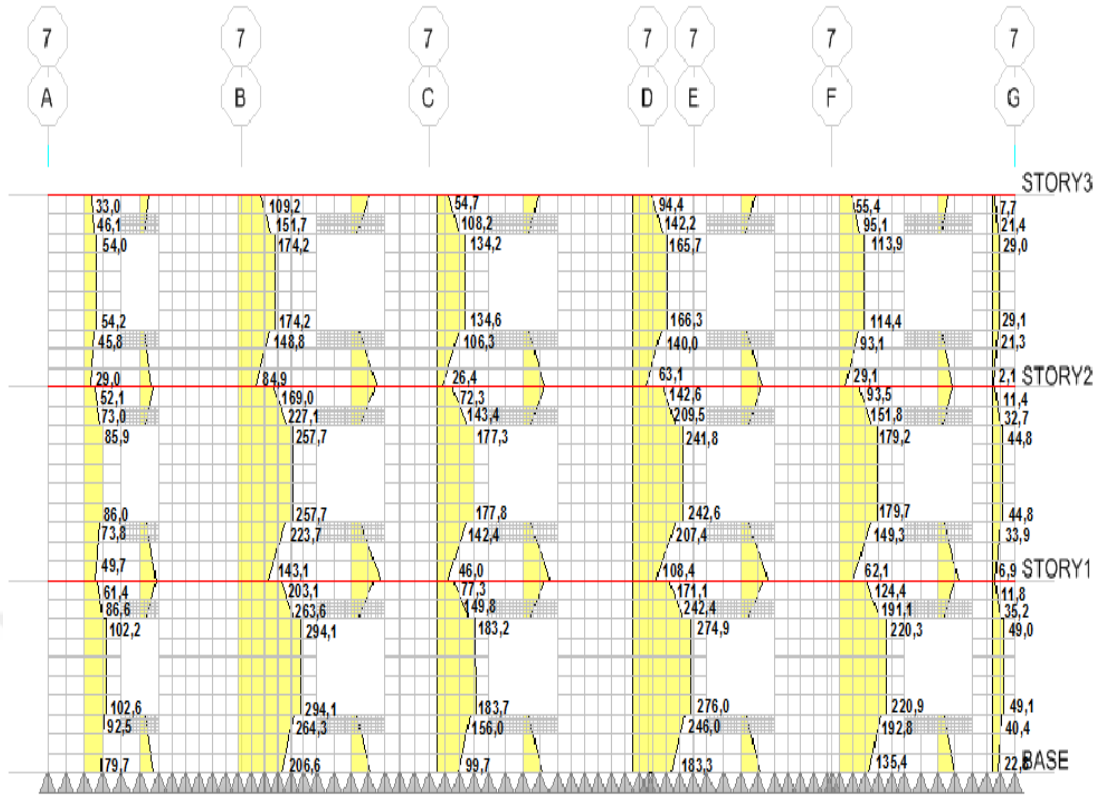 7 7 7 7 7 7 7
A B C D E F G
STORY3
33,0 109,2 54,7 94,4 55,4 7,7
46,1 151,7 108,2 142,2 95,1 21,4
54,0 174,2 134,2 165,7 113,9 29,0
54,2 174,2 134,6 166,3 114,4 29,1
45,8 148,8 106,3 140,0 93,1 21,3
29,0 84,9 26,4 63,1 29,1 2,1 STORY2
52,1 169,0 72,3 142,6 93,5 11,4
73,0 227,1 143,4 209,5 151,8 32,7
85,9 257,7 177,3 241,8 179,2 44,8
86,0 257,7 177,8 242,6 179,7 44,8
73,8 223,7 142,4 207,4 149,3 33,9
49,7 143,1 46,0 108,4 62,1 6,9 STORY1
61,4 203,1 77,3 171,1 124,4 11,8
86,6 263,6 149,8 242,4 191,1 35,2
102,2 294,1 183,2 274,9 220,3 49,0
102,6 294,1 183,7 276,0 220,9 49,1
92,5 264,3 156,0 246,0 192,8 40,4
79,7 206,6 99,7 183,3 135,4 BASE